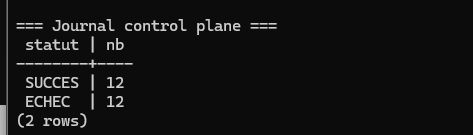 === Journal control plane ===
 statut | nb
--------+----
 SUCCES | 12
 ECHEC  | 12
(2 rows)